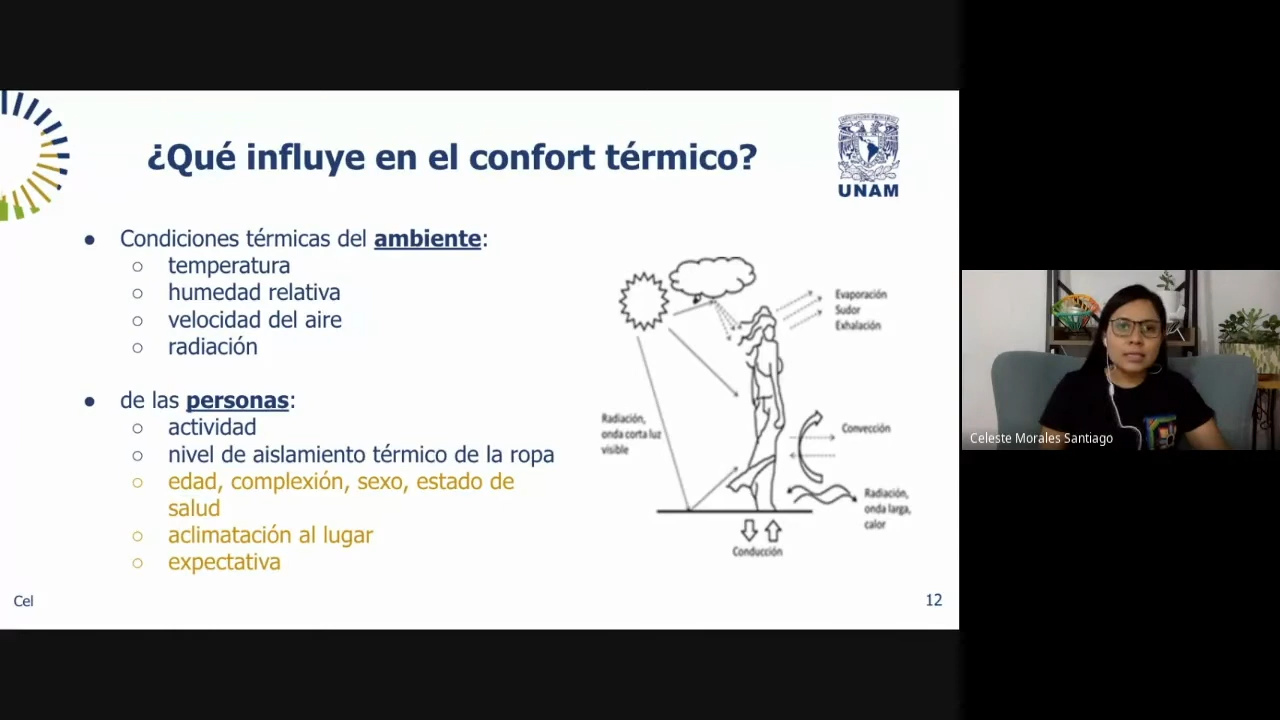 ¿Qué influye en el confort térmico?
UNAM
● Condiciones térmicas del ambiente:
○ temperatura
○ humedad relativa
○ velocidad del aire
○ radiación
● de las personas:
○ actividad
○ nivel de aislamiento térmico de la ropa
○ edad, complexión, sexo, estado de
salud
○ aclimatación al lugar
○ expectativa
Evaporación
Sudor
Exhalación
Radiación,
onda corta luz
visible
Convección
Radiación,
onda larga,
calor
Conducción
Cel
12
Celeste Morales Santiago